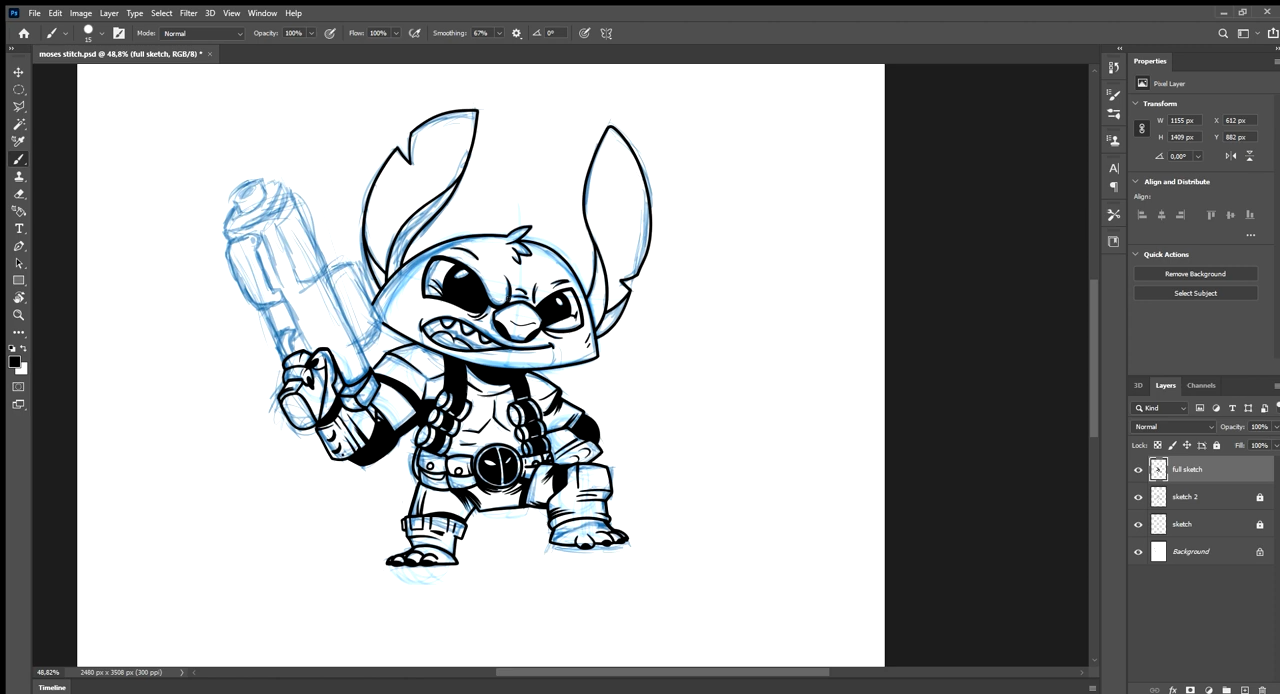 Ps File Edit Image Layer Type Select Filter 3D View Window Help
15 Mode: Normal Opacity: 100% Flow: 100% Smoothing: 67% 0°
moses stitch.psd @ 48,8% (full sketch, RGB/8) * ×
Properties
Pixel Layer
Transform
W 1155 px X 612 px
H 1409 px Y 882 px
0,00°
Align and Distribute
Align:
Quick Actions
Remove Background
Select Subject
3D Layers Channels
Kind
Normal Opacity: 100%
Lock: Fill: 100%
full sketch
sketch 2
sketch
Background
48,82% 2480 px x 3508 px (300 ppi)
Timeline